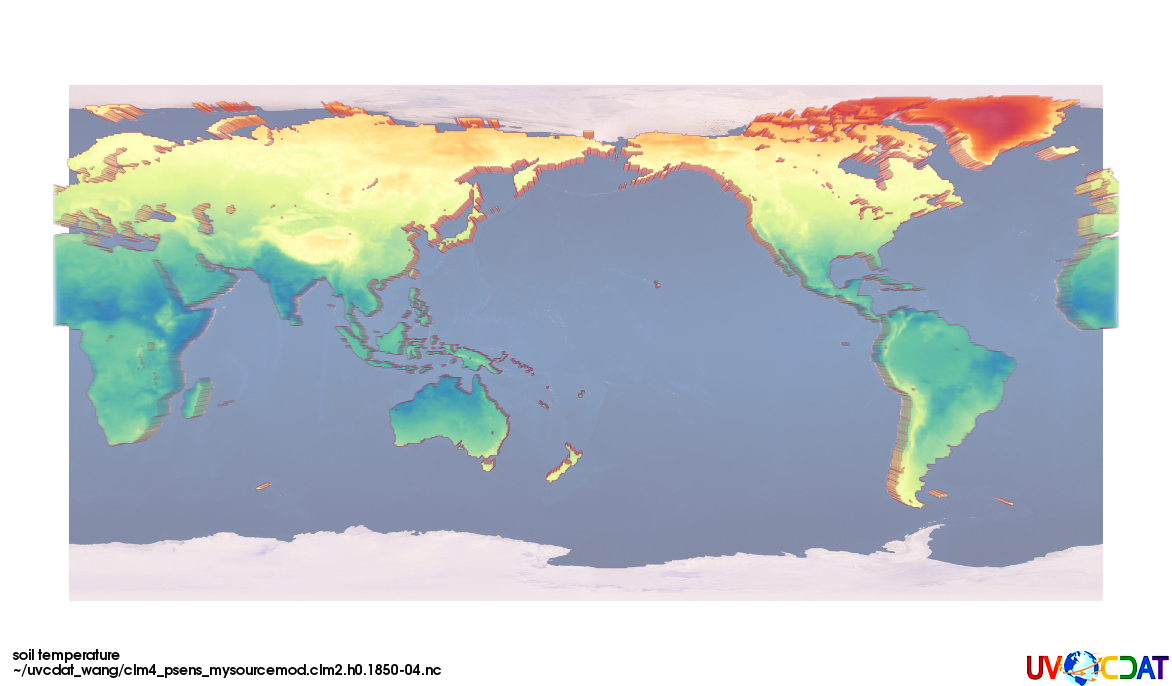 soil temperature
~/uvcdat_wang/clm4_psens_mysourcemod.clm2.h0.1850-04.nc
UV CDAT